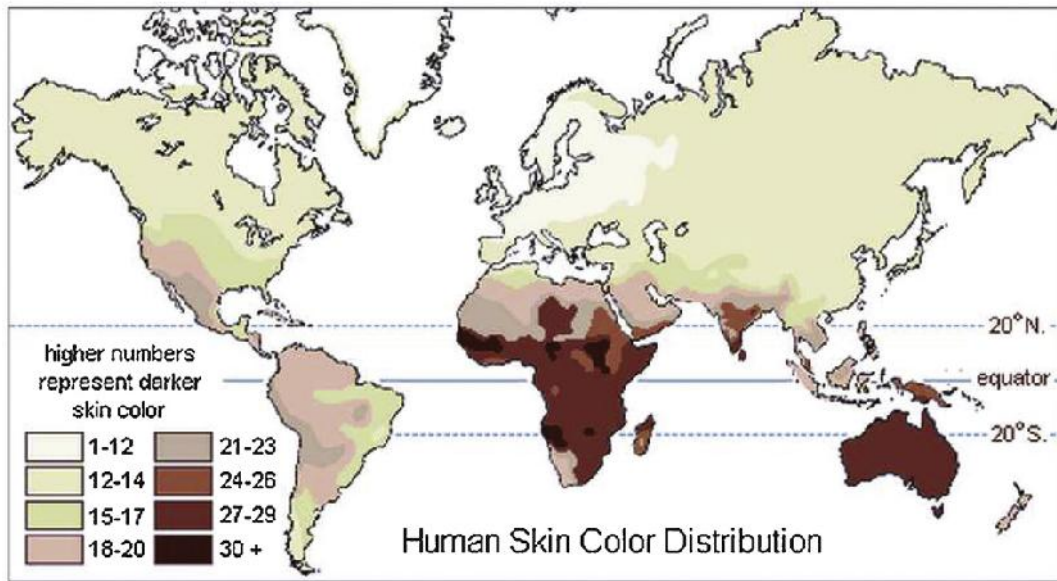 20°N.
higher numbers
represent darker
skin color
equator
1-12
21-23
20°S.
12-14
24-26
15-17
27-29
18-20
30 +
Human Skin Color Distribution